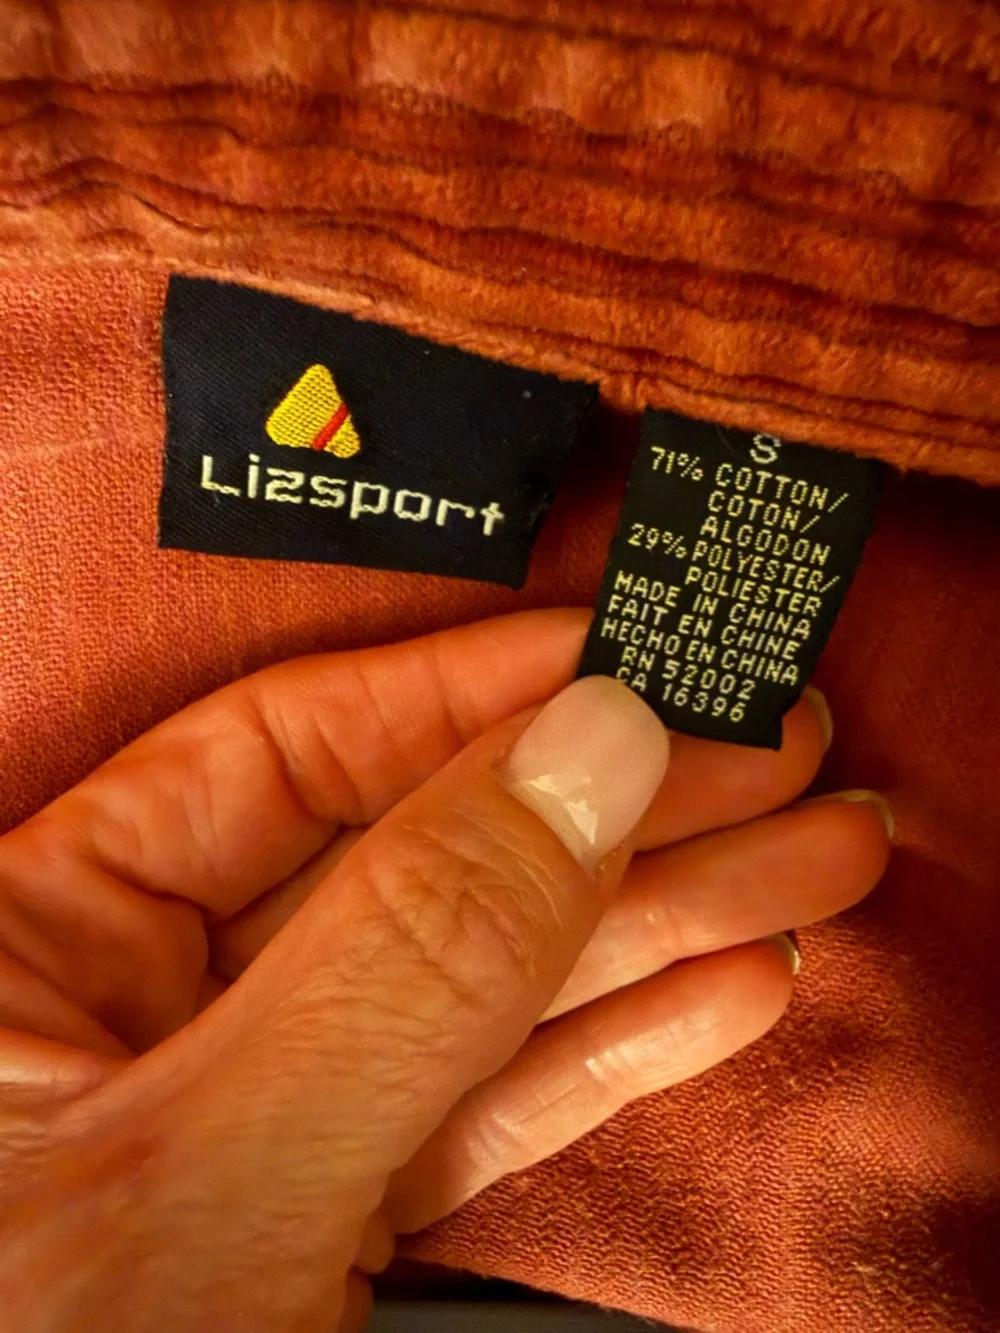 Lizsport
S
71% COTTON/
COTON/
ALGODON
29% POLYESTER/
POLIESTER
MADE IN CHINA
FAIT EN CHINE
HECHO EN CHINA
RN 52002
CA 16396